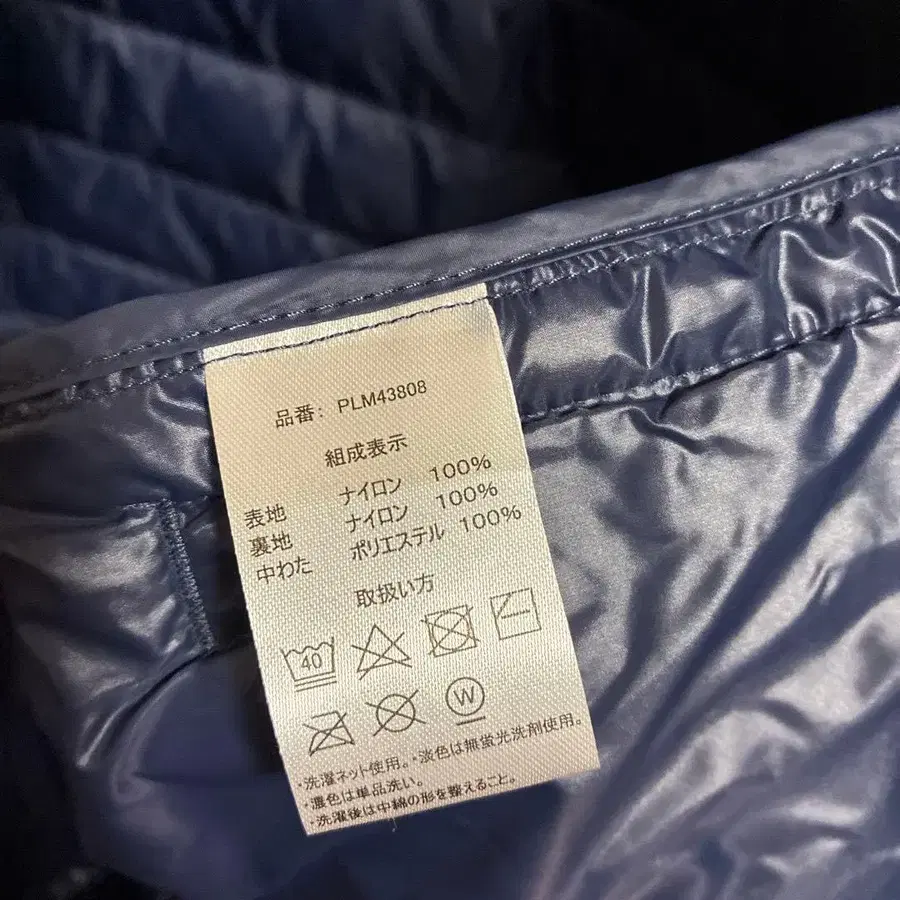 品番: PLM43808
組成表示
表地 ナイロン 100%
裏地 ナイロン 100%
中わた ポリエステル 100%
取扱い方
40
W
・洗濯ネット使用。・淡色は無蛍光洗剤使用。
・濃色は単品洗い。
・洗濯後は中綿の形を整えること。